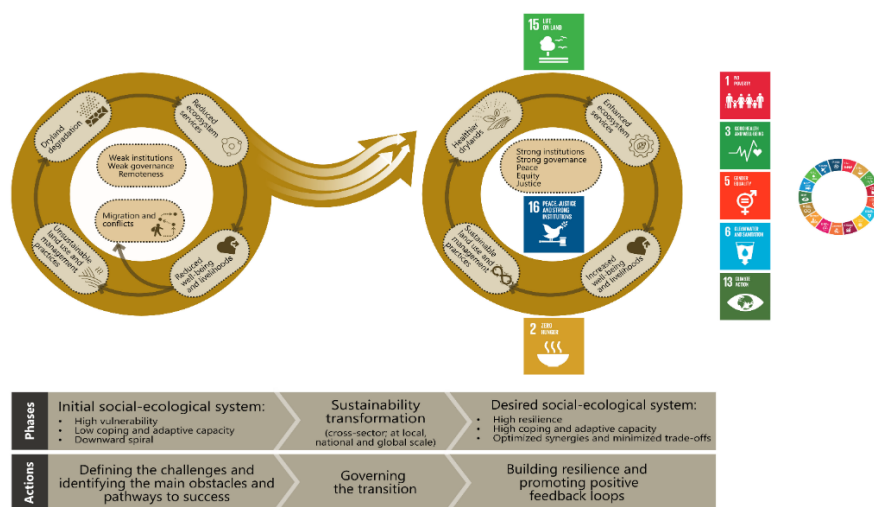 Dryland
degradation
Reduced
ecosystem
services
Weak institutions
Weak governance
Remoteness
Migration and
conflicts
Unsustainable
land use and
management
practices
Reduced
well-being
and livelihoods
15 LIFE
ON LAND
Healthier
drylands
Enhanced
ecosystem
services
Strong institutions
Strong governance
Peace
Equity
Justice
16 PEACE, JUSTICE
AND STRONG
INSTITUTIONS
Sustainable
land use and
management
practices
Increased
well-being
and livelihoods
2 ZERO
HUNGER
1 NO
POVERTY
3 GOOD HEALTH
AND WELL-BEING
5 GENDER
EQUALITY
6 CLEAN WATER
AND SANITATION
13 CLIMATE
ACTION
Phases
Initial social-ecological system:
• High vulnerability
• Low coping and adaptive capacity
• Downward spiral
Sustainability
transformation
(cross-sector; at local,
national and global scale)
Desired social-ecological system:
• High resilience
• High coping and adaptive capacity
• Optimized synergies and minimized trade-offs
Actions
Defining the challenges and
identifying the main obstacles and
pathways to success
Governing
the transition
Building resilience and
promoting positive
feedback loops